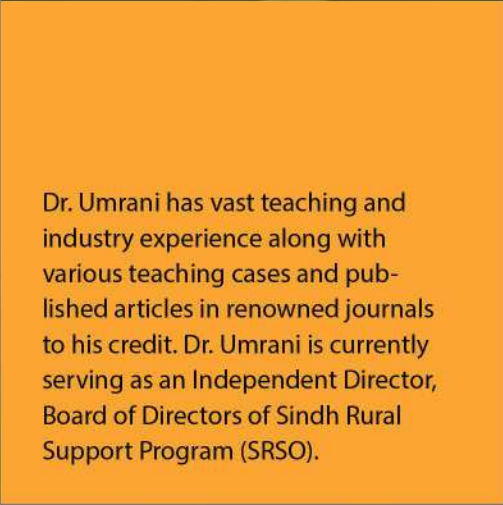 Dr. Umrani has vast teaching and
industry experience along with
various teaching cases and pub-
lished articles in renowned journals
to his credit. Dr. Umrani is currently
serving as an Independent Director,
Board of Directors of Sindh Rural
Support Program (SRSO).